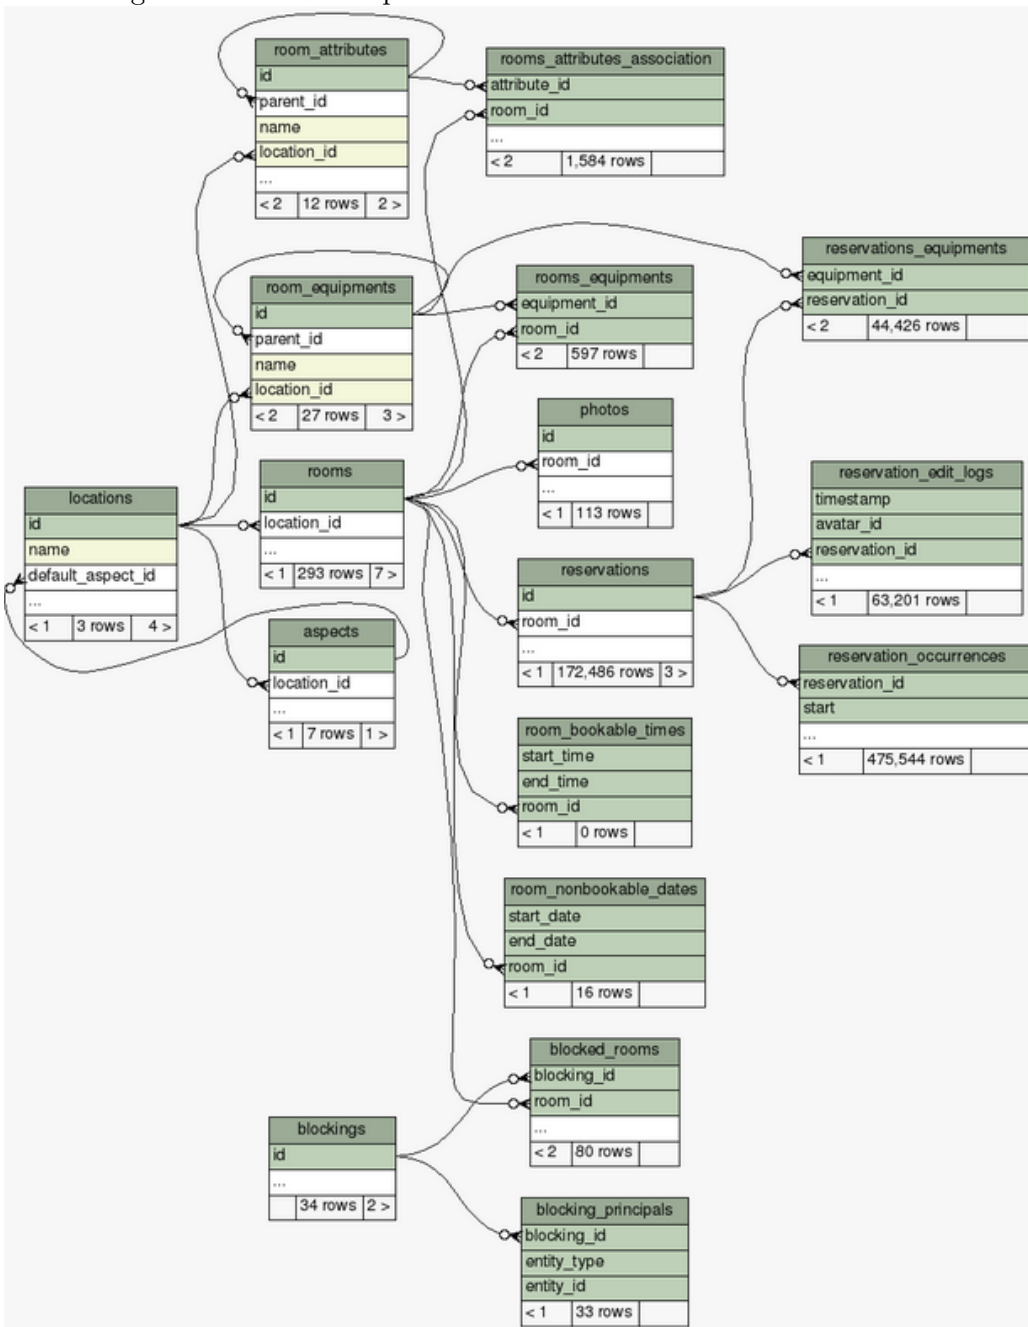 room_attributes
id
parent_id
name
location_id
...
< 2 12 rows 2 >
rooms_attributes_association
attribute_id
room_id
...
< 2 1,584 rows
room_equipments
id
parent_id
name
location_id
< 2 27 rows 3 >
rooms_equipments
equipment_id
room_id
< 2 597 rows
reservations_equipments
equipment_id
reservation_id
< 2 44,426 rows
photos
id
room_id
...
< 1 113 rows
locations
id
name
default_aspect_id
...
< 1 3 rows 4 >
rooms
id
location_id
...
< 1 293 rows 7 >
reservation_edit_logs
timestamp
avatar_id
reservation_id
...
< 1 63,201 rows
aspects
id
location_id
...
< 1 7 rows 1 >
reservations
id
room_id
...
< 1 172,486 rows 3 >
reservation_occurrences
reservation_id
start
...
< 1 475,544 rows
room_bookable_times
start_time
end_time
room_id
< 1 0 rows
room_nonbookable_dates
start_date
end_date
room_id
< 1 16 rows
blocked_rooms
blocking_id
room_id
...
< 2 80 rows
blockings
id
...
34 rows 2 >
blocking_principals
blocking_id
entity_type
entity_id
< 1 33 rows